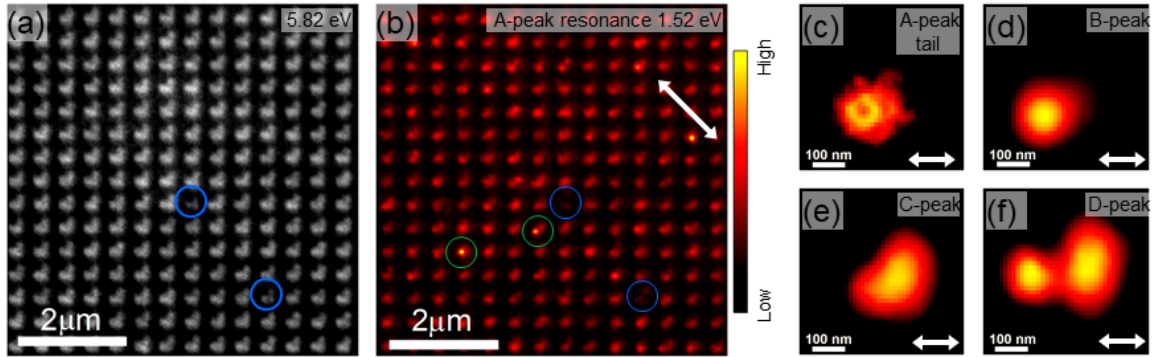 (a)
5.82 eV
2μm
(b)
A-peak resonance 1.52 eV
2μm
High
Low
(c)
A-peak
tail
100 nm
(d)
B-peak
100 nm
(e)
C-peak
100 nm
(f)
D-peak
100 nm